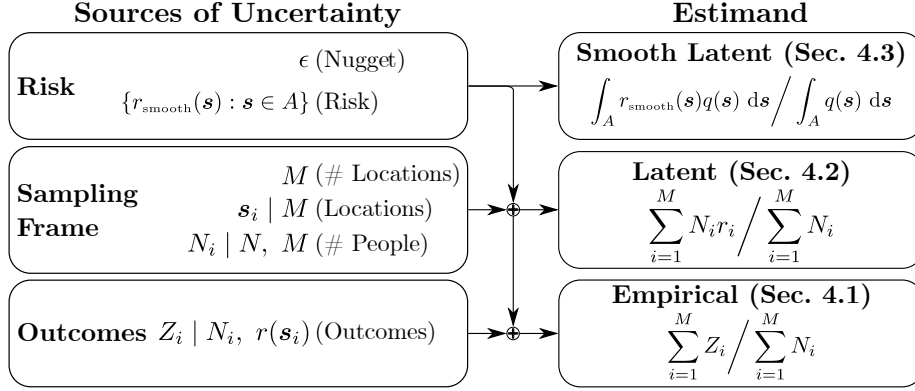 Sources of Uncertainty
Estimand
Risk
ϵ (Nugget)
{r_smooth(s) : s ∈ A} (Risk)
Smooth Latent (Sec. 4.3)
∫_A r_smooth(s)q(s) ds / ∫_A q(s) ds
Sampling
Frame
M (# Locations)
s_i | M (Locations)
N_i | N, M (# People)
Latent (Sec. 4.2)
∑_{i=1}^{M} N_i r_i / ∑_{i=1}^{M} N_i
Outcomes Z_i | N_i, r(s_i) (Outcomes)
Empirical (Sec. 4.1)
∑_{i=1}^{M} Z_i / ∑_{i=1}^{M} N_i